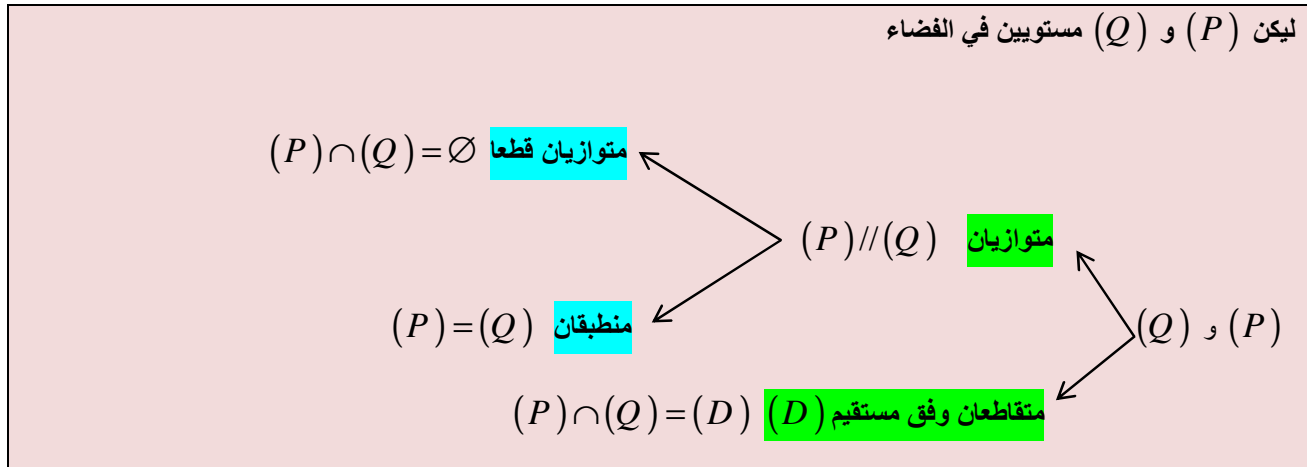 ليكن (P) و (Q) مستويين في الفضاء
متوازيان قطعا (P)∩(Q)=∅
متوازيان (P)//(Q)
منطبقان (P)=(Q)
(P) و (Q)
متقاطعان وفق مستقيم (D) (P)∩(Q)=(D)